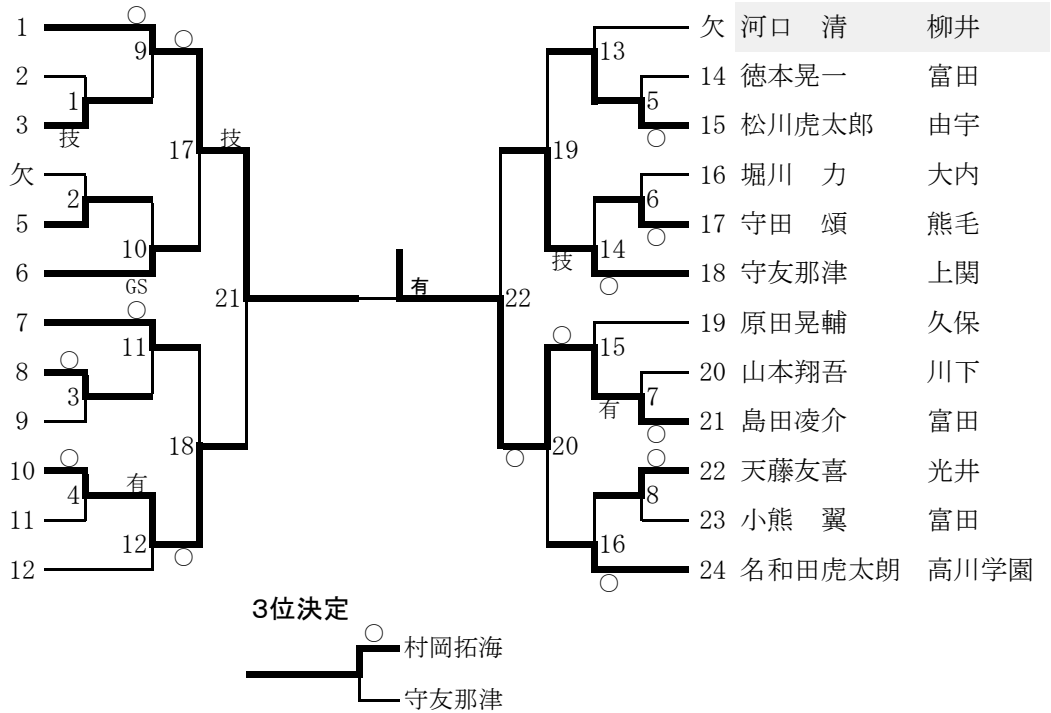 1
○
○
9
2
1
3
技
17
技
欠
2
5
10
6
GS
21
7
○
11
8
○
3
9
18
10
○
4
有
11
12
○
12
有
22
欠 河口 清 柳井
13
14 徳本晃一 富田
5
15 松川虎太郎 由宇
○
19
16 堀川 力 大内
6
17 守田 頌 熊毛
○
14
技
18 守友那津 上関
○
19 原田晃輔 久保
○
15
20 山本翔吾 川下
7
有
21 島田凌介 富田
○
20
○
22 天藤友喜 光井
○
8
23 小熊 翼 富田
16
24 名和田虎太朗 高川学園
○
3位決定
○
村岡拓海
守友那津